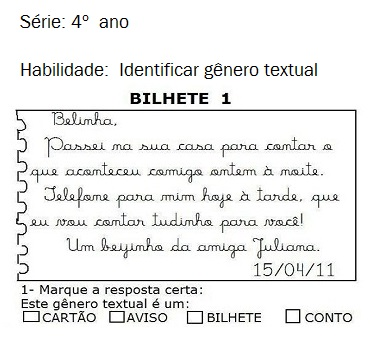 Série: 4° ano
Habilidade: Identificar gênero textual
BILHETE 1
Belinha,
Passei na sua casa para contar o
que aconteceu comigo ontem à noite.
Telefone para mim hoje à tarde, que
eu vou contar tudinho para você!
Um beijinho da amiga Juliana.
15/04/11
1- Marque a resposta certa:
Este gênero textual é um:
CARTÃO AVISO BILHETE CONTO